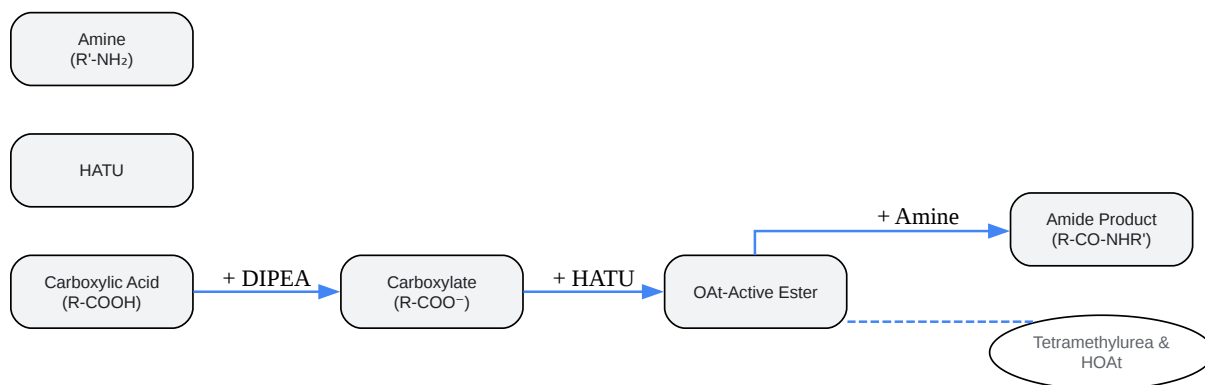 Amine
(R'-NH₂)
HATU
+ Amine
Amide Product
(R-CO-NHR')
Carboxylic Acid
(R-COOH)
+ DIPEA
Carboxylate
(R-COO⁻)
+ HATU
OAt-Active Ester
Tetramethylurea &
HOAt